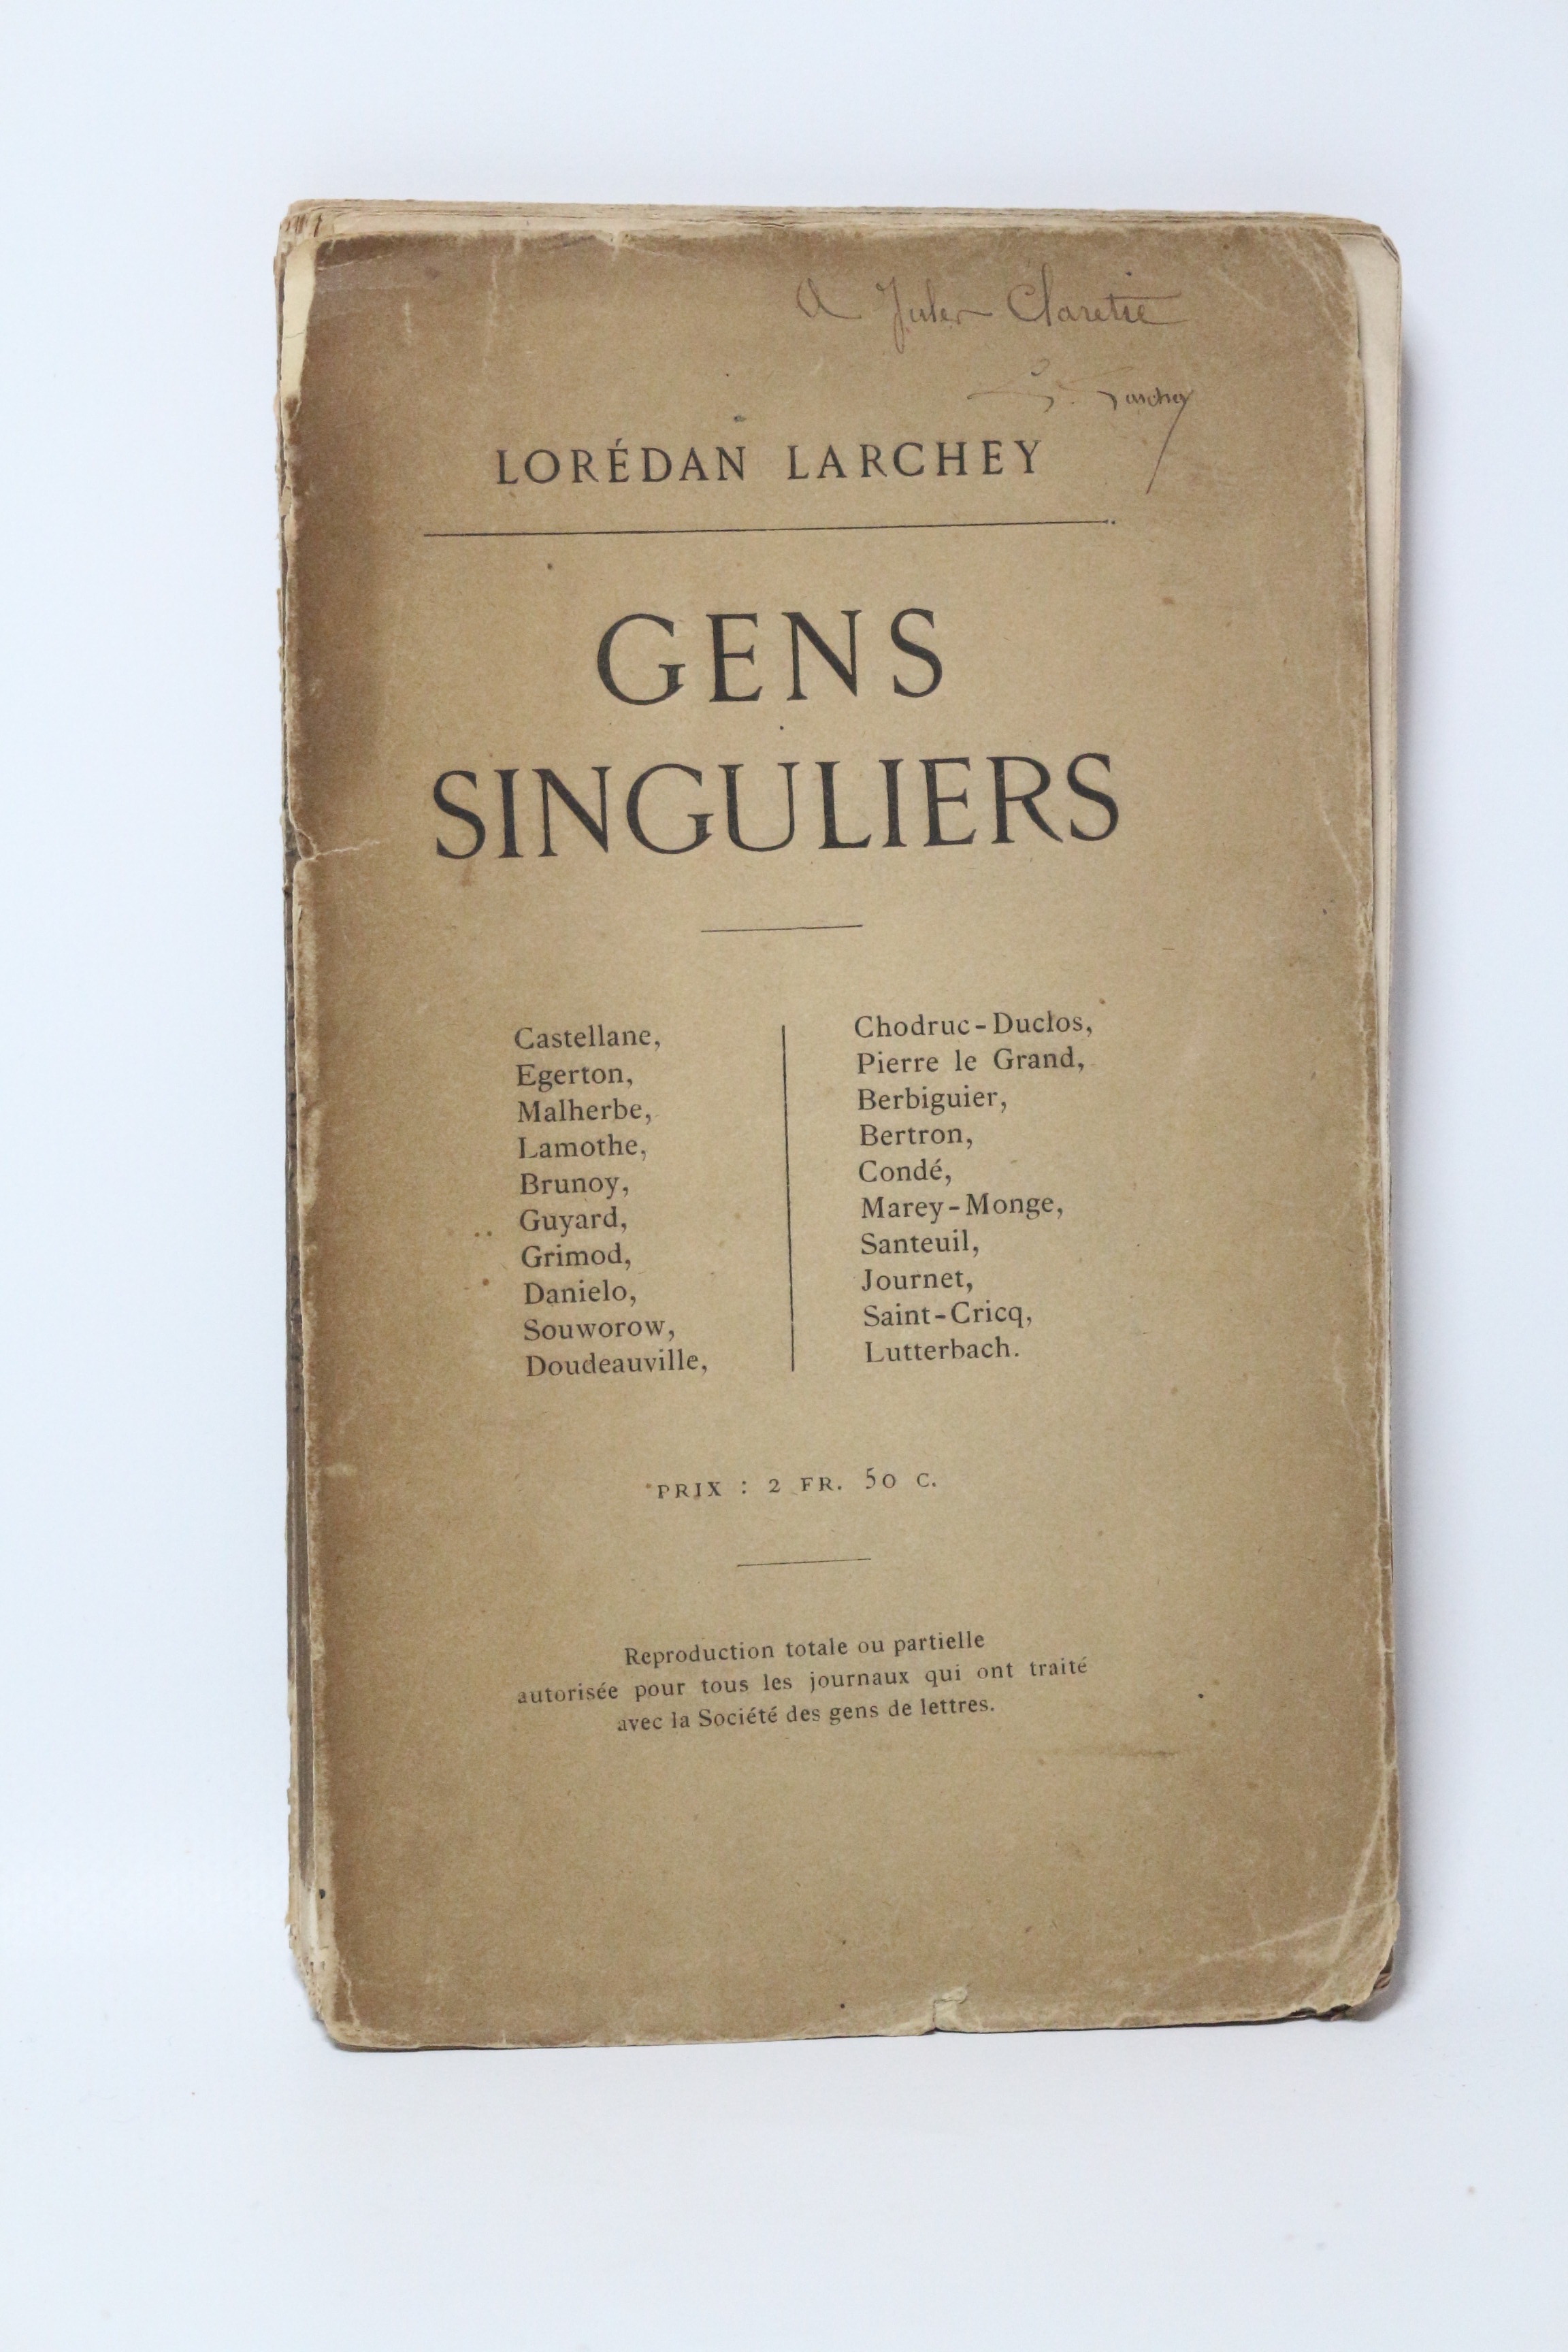 A Jules Claretie
L. Larchey
LORÉDAN LARCHEY
GENS
SINGULIERS
Castellane,
Egerton,
Malherbe,
Lamothe,
Brunoy,
Guyard,
Grimod,
Danielo,
Souworow,
Doudeauville,
Chodruc-Duclos,
Pierre le Grand,
Berbiguier,
Bertron,
Condé,
Marey-Monge,
Santeuil,
Journet,
Saint-Cricq,
Lutterbach.
PRIX : 2 FR. 50 C.
Reproduction totale ou partielle
autorisée pour tous les journaux qui ont traité
avec la Société des gens de lettres.